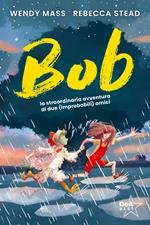 WENDY MASS • REBECCA STEAD
Bob
la straordinaria avventura
di due (improbabili) amici
DeA